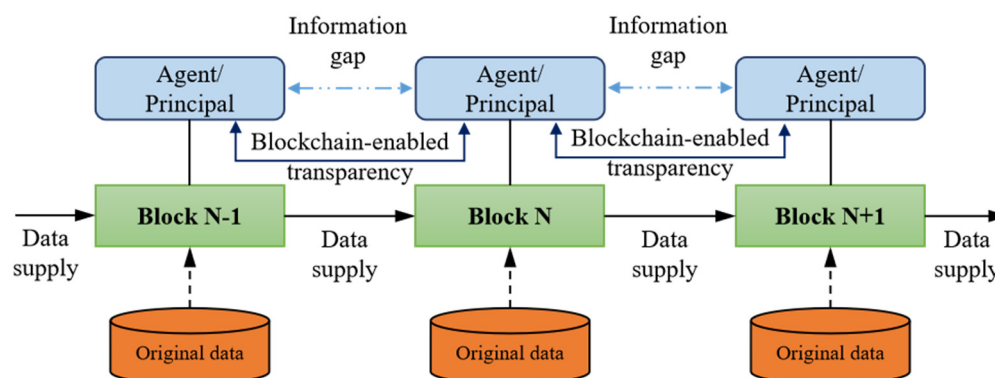 Information
gap
Information
gap
Agent/
Principal
Agent/
Principal
Agent/
Principal
Blockchain-enabled
transparency
Blockchain-enabled
transparency
Block N-1
Block N
Block N+1
Data
supply
Data
supply
Data
supply
Data
supply
Original data
Original data
Original data